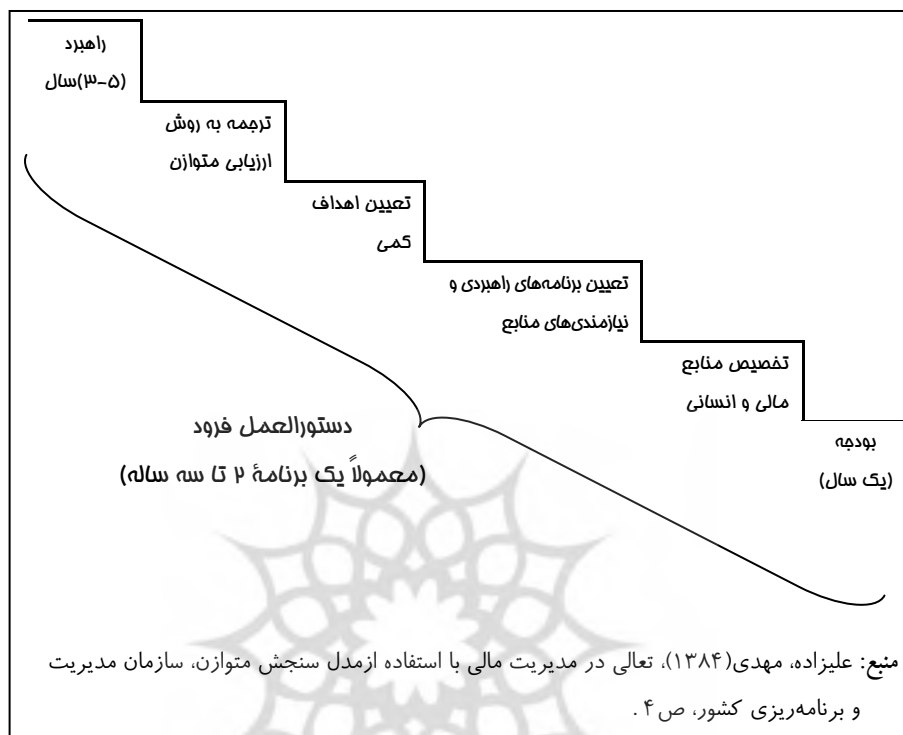 راهبرد
(۳-۵)سال
ترجمه به روش
ارزیابی متوازن
تعیین اهداف
کمی
تعیین برنامه‌های راهبردی و
نیازمندی‌های منابع
تخصیص منابع
مالی و انسانی
بودجه
(یک سال)
دستورالعمل فرود
(معمولاً یک برنامهٔ ۲ تا سه ساله)
منبع: علیزاده، مهدی(۱۳۸۴)، تعالی در مدیریت مالی با استفاده ازمدل سنجش متوازن، سازمان مدیریت
و برنامه‌ریزی کشور، ص۴.